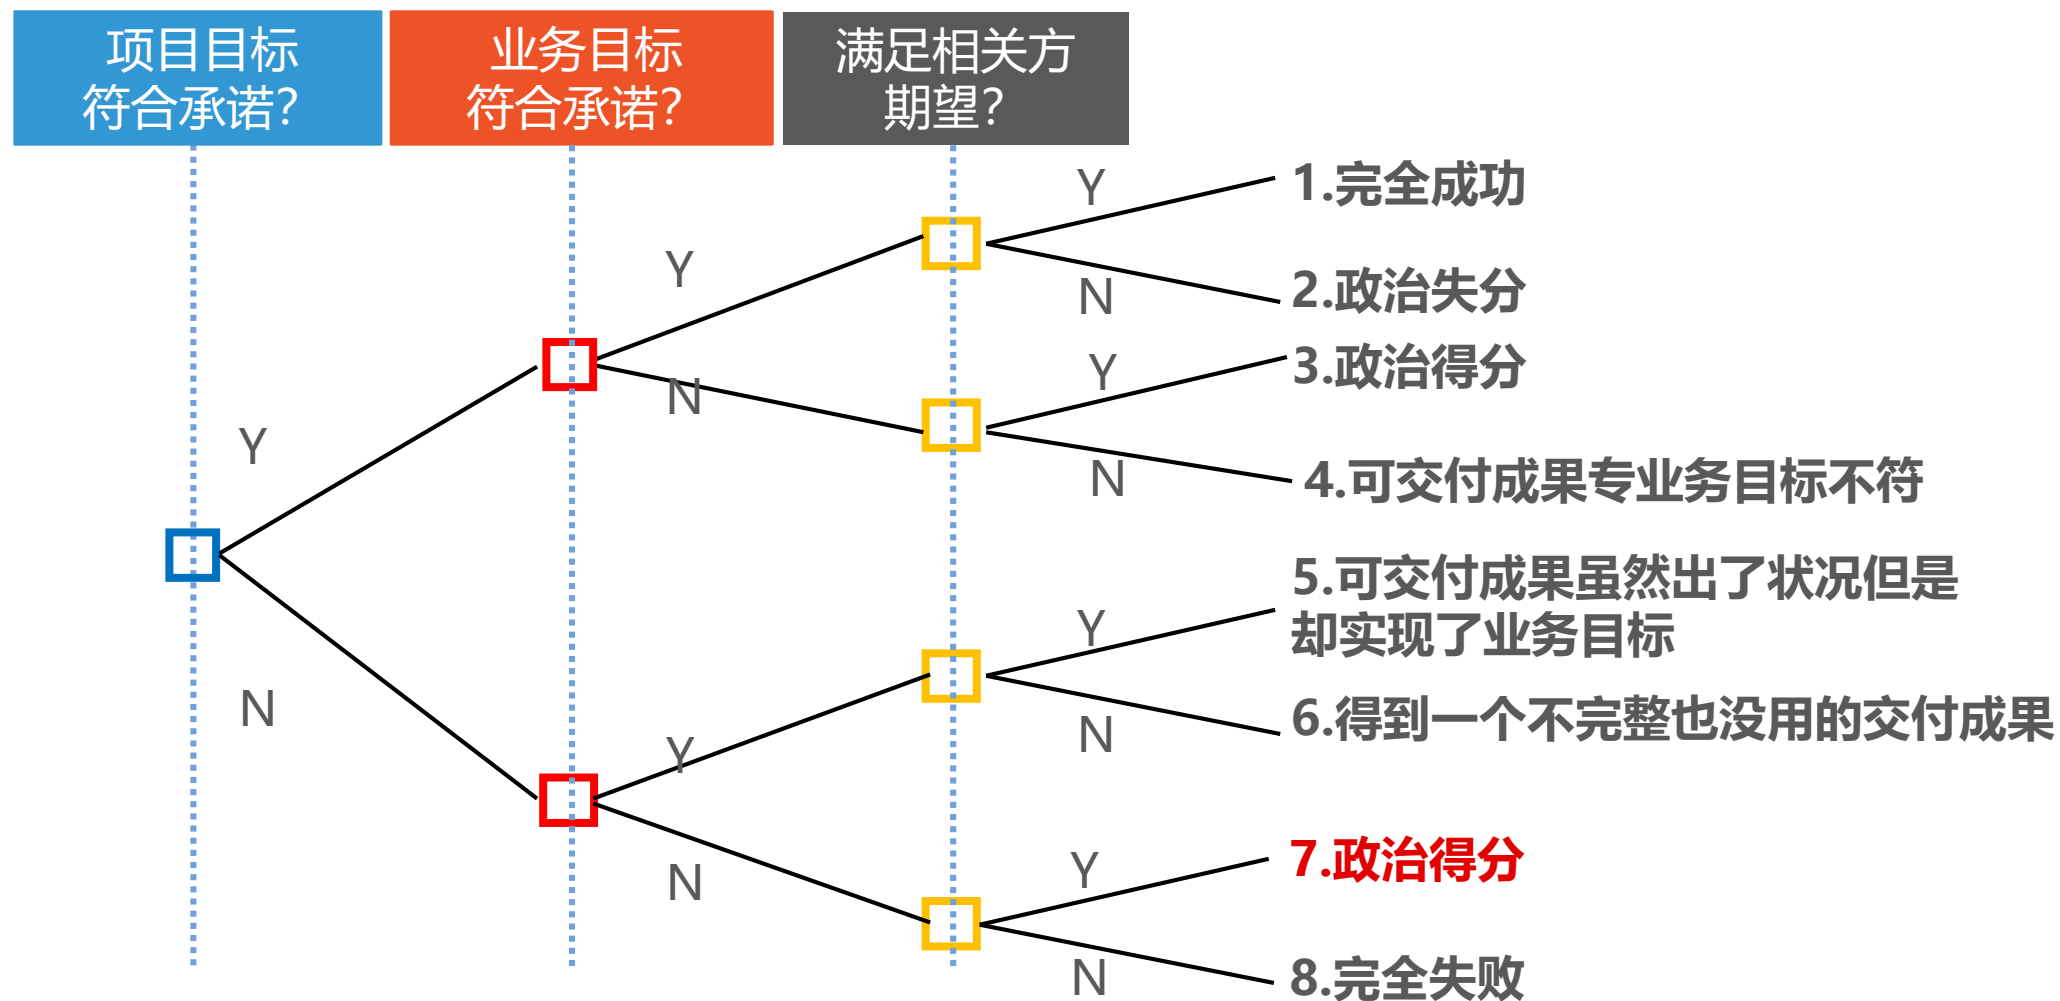 项目目标
符合承诺？
业务目标
符合承诺？
满足相关方
期望？
Y
1.完全成功
Y
N
2.政治失分
Y
3.政治得分
N
Y
N
4.可交付成果专业务目标不符
5.可交付成果虽然出了状况但是
却实现了业务目标
Y
N
6.得到一个不完整也没用的交付成果
Y
N
Y
7.政治得分
N
N
8.完全失败